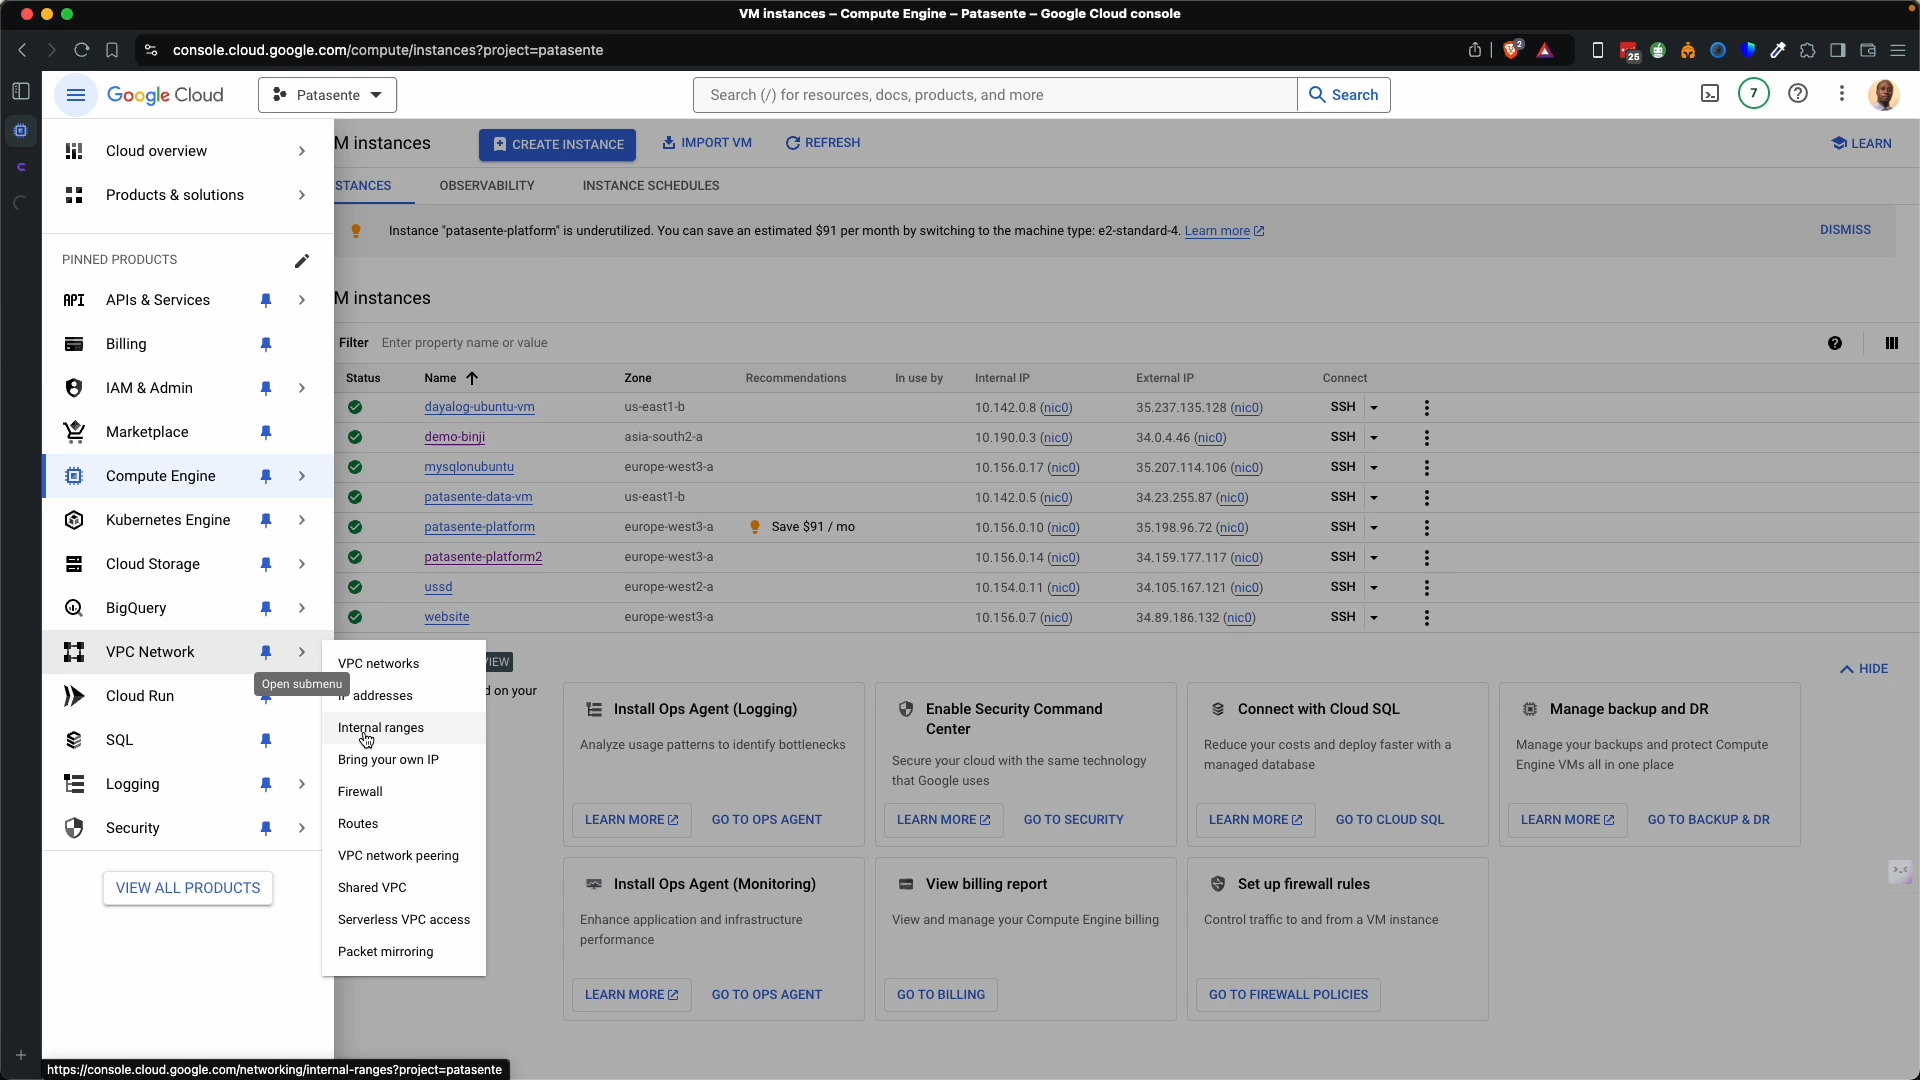 VM instances – Compute Engine – Patasente – Google Cloud console
console.cloud.google.com/compute/instances?project=patasente
2
25
Google Cloud
Patasente
Search (/) for resources, docs, products, and more
Search
7
Cloud overview
Products & solutions
PINNED PRODUCTS
API
APIs & Services
Billing
IAM & Admin
Marketplace
Compute Engine
Kubernetes Engine
Cloud Storage
BigQuery
VPC Network
Open submenu
Cloud Run
SQL
Logging
Security
VIEW ALL PRODUCTS
VPC networks
IP addresses
Internal ranges
Bring your own IP
Firewall
Routes
VPC network peering
Shared VPC
Serverless VPC access
Packet mirroring
M instances
CREATE INSTANCE
IMPORT VM
REFRESH
LEARN
STANCES
OBSERVABILITY
INSTANCE SCHEDULES
Instance "patasente-platform" is underutilized. You can save an estimated $91 per month by switching to the machine type: e2-standard-4. Learn more
DISMISS
M instances
Filter Enter property name or value
Status Name Zone Recommendations In use by Internal IP External IP Connect
dayalog-ubuntu-vm us-east1-b 10.142.0.8 (nic0) 35.237.135.128 (nic0) SSH
demo-binji asia-south2-a 10.190.0.3 (nic0) 34.0.4.46 (nic0) SSH
mysqlonubuntu europe-west3-a 10.156.0.17 (nic0) 35.207.114.106 (nic0) SSH
patasente-data-vm us-east1-b 10.142.0.5 (nic0) 34.23.255.87 (nic0) SSH
patasente-platform europe-west3-a Save $91 / mo 10.156.0.10 (nic0) 35.198.96.72 (nic0) SSH
patasente-platform2 europe-west3-a 10.156.0.14 (nic0) 34.159.177.117 (nic0) SSH
ussd europe-west2-a 10.154.0.11 (nic0) 34.105.167.121 (nic0) SSH
website europe-west3-a 10.156.0.7 (nic0) 34.89.186.132 (nic0) SSH
IEW
HIDE
d on your
Install Ops Agent (Logging)
Analyze usage patterns to identify bottlenecks
LEARN MORE
GO TO OPS AGENT
Enable Security Command
Center
Secure your cloud with the same technology
that Google uses
LEARN MORE
GO TO SECURITY
Connect with Cloud SQL
Reduce your costs and deploy faster with a
managed database
LEARN MORE
GO TO CLOUD SQL
Manage backup and DR
Manage your backups and protect Compute
Engine VMs all in one place
LEARN MORE
GO TO BACKUP & DR
Install Ops Agent (Monitoring)
Enhance application and infrastructure
performance
LEARN MORE
GO TO OPS AGENT
View billing report
View and manage your Compute Engine billing
GO TO BILLING
Set up firewall rules
Control traffic to and from a VM instance
GO TO FIREWALL POLICIES
https://console.cloud.google.com/networking/internal-ranges?project=patasente